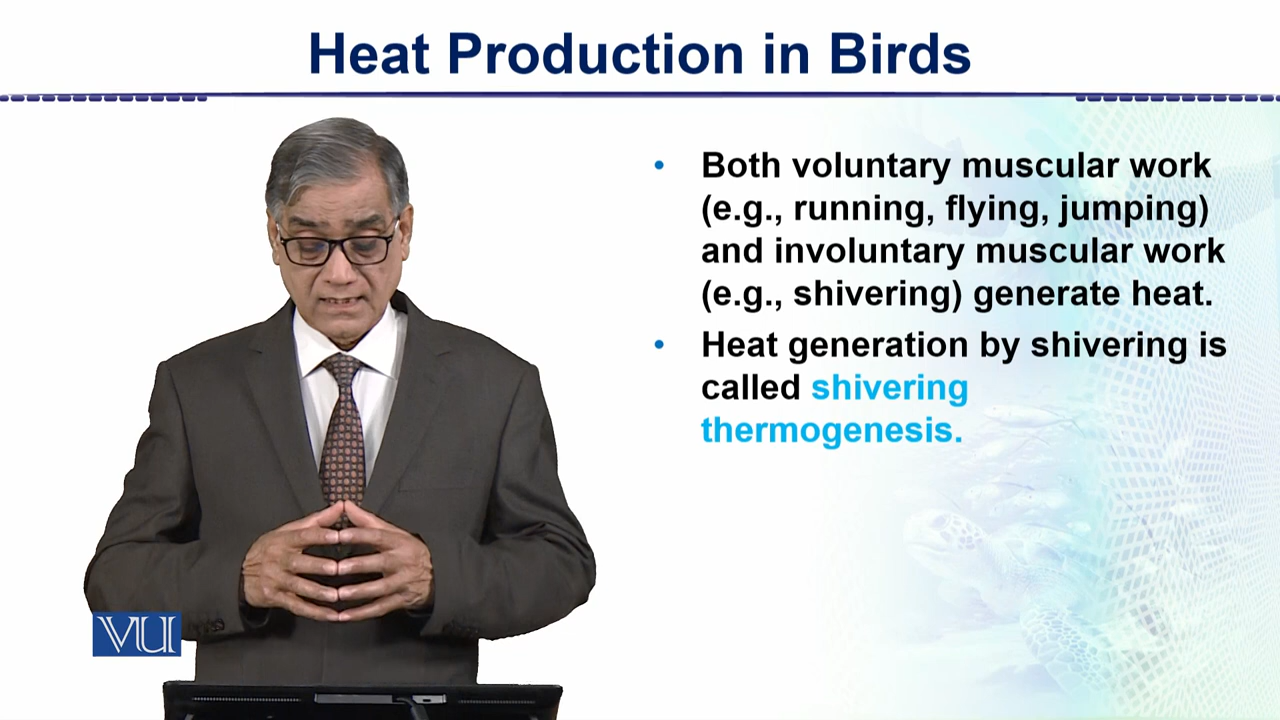 Heat Production in Birds
• Both voluntary muscular work
(e.g., running, flying, jumping)
and involuntary muscular work
(e.g., shivering) generate heat.
• Heat generation by shivering is
called shivering
thermogenesis.
VU